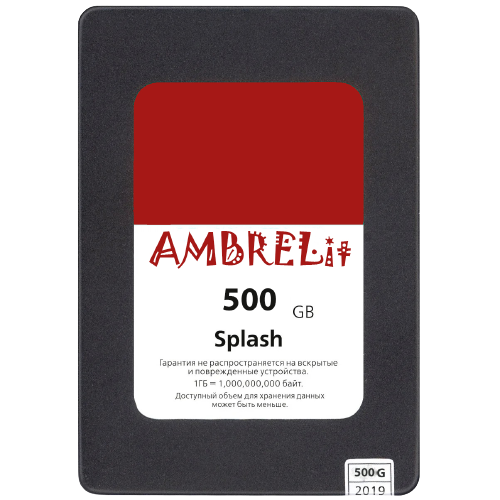 AMBRELit
500 GB
Splash
Гарантия не распространяется на вскрытые
и поврежденные устройства.
1ГБ = 1,000,000,000 байт.
Доступный объем для хранения данных
может быть меньше.
500G
2019